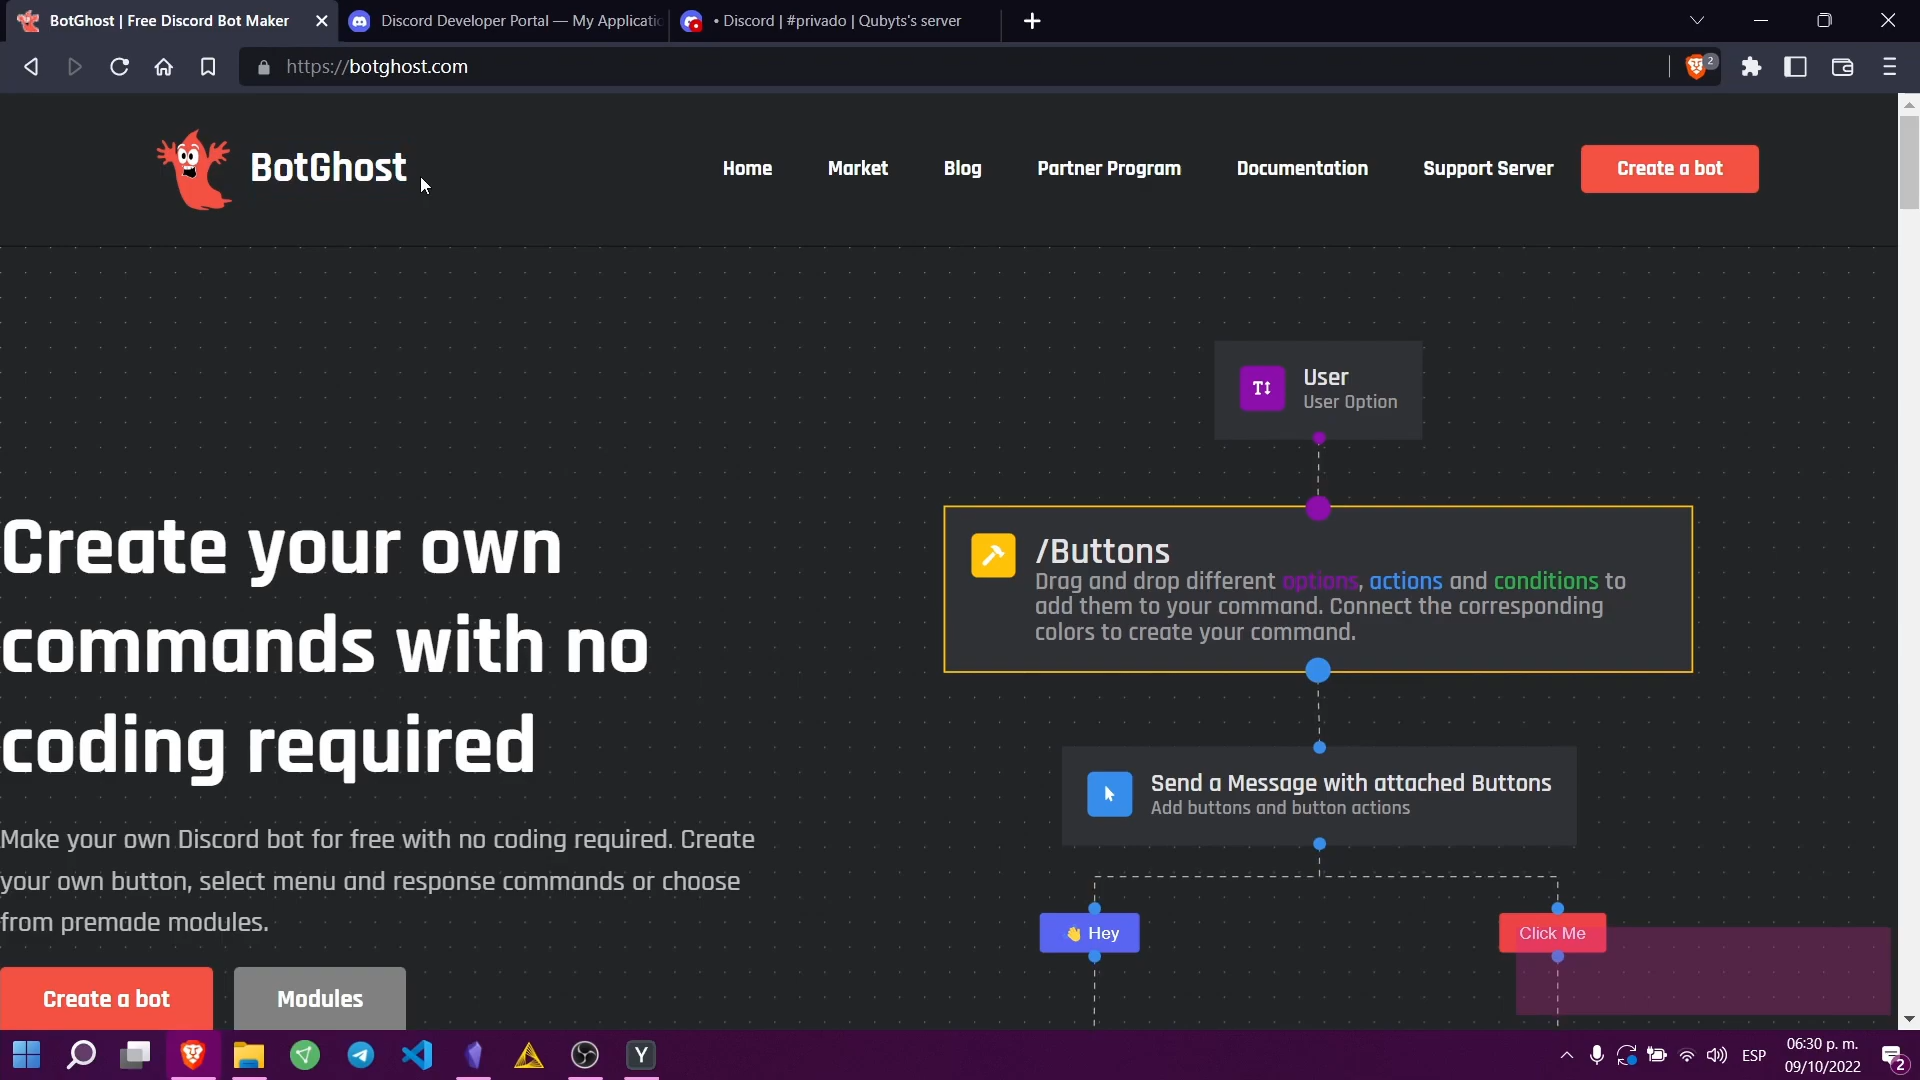 BotGhost | Free Discord Bot Maker
Discord Developer Portal — My Applicatio
• Discord | #privado | Qubyts's server
https://botghost.com
2
BotGhost
Home
Market
Blog
Partner Program
Documentation
Support Server
Create a bot
User
User Option
Create your own
commands with no
coding required
/Buttons
Drag and drop different options, actions and conditions to
add them to your command. Connect the corresponding
colors to create your command.
Send a Message with attached Buttons
Add buttons and button actions
Make your own Discord bot for free with no coding required. Create
your own button, select menu and response commands or choose
from premade modules.
👋 Hey
Click Me
Create a bot
Modules
ESP
06:30 p. m.
09/10/2022
2